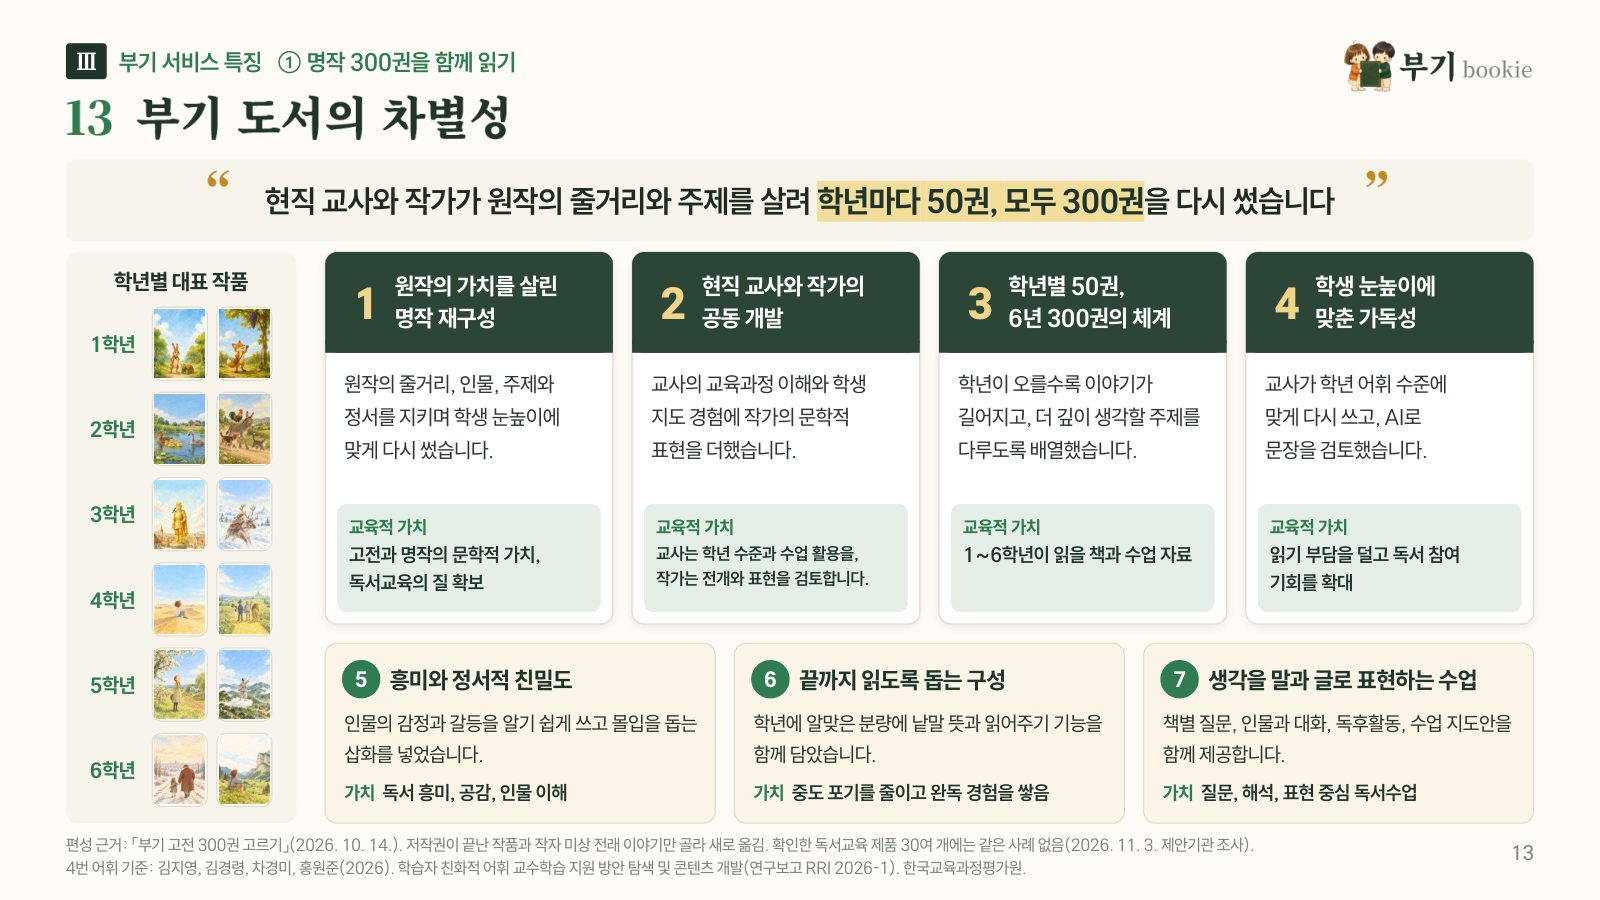 Ⅲ 부기 서비스 특징 ① 명작 300권을 함께 읽기
부기 bookie
13 부기 도서의 차별성
“ 현직 교사와 작가가 원작의 줄거리와 주제를 살려 학년마다 50권, 모두 300권을 다시 썼습니다 ”
학년별 대표 작품
1학년
2학년
3학년
4학년
5학년
6학년
1 원작의 가치를 살린
명작 재구성
원작의 줄거리, 인물, 주제와
정서를 지키며 학생 눈높이에
맞게 다시 썼습니다.
교육적 가치
고전과 명작의 문학적 가치,
독서교육의 질 확보
2 현직 교사와 작가의
공동 개발
교사의 교육과정 이해와 학생
지도 경험에 작가의 문학적
표현을 더했습니다.
교육적 가치
교사는 학년 수준과 수업 활용을,
작가는 전개와 표현을 검토합니다.
3 학년별 50권,
6년 300권의 체계
학년이 오를수록 이야기가
길어지고, 더 깊이 생각할 주제를
다루도록 배열했습니다.
교육적 가치
1~6학년이 읽을 책과 수업 자료
4 학생 눈높이에
맞춘 가독성
교사가 학년 어휘 수준에
맞게 다시 쓰고, AI로
문장을 검토했습니다.
교육적 가치
읽기 부담을 덜고 독서 참여
기회를 확대
5 흥미와 정서적 친밀도
인물의 감정과 갈등을 알기 쉽게 쓰고 몰입을 돕는
삽화를 넣었습니다.
가치 독서 흥미, 공감, 인물 이해
6 끝까지 읽도록 돕는 구성
학년에 알맞은 분량에 낱말 뜻과 읽어주기 기능을
함께 담았습니다.
가치 중도 포기를 줄이고 완독 경험을 쌓음
7 생각을 말과 글로 표현하는 수업
책별 질문, 인물과 대화, 독후활동, 수업 지도안을
함께 제공합니다.
가치 질문, 해석, 표현 중심 독서수업
편성 근거: 「부기 고전 300권 고르기」(2026. 10. 14.). 저작권이 끝난 작품과 작자 미상 전래 이야기만 골라 새로 옮김. 확인한 독서교육 제품 30여 개에는 같은 사례 없음(2026. 11. 3. 제안기관 조사).
4번 어휘 기준: 김지영, 김경령, 차경미, 홍원준(2026). 학습자 친화적 어휘 교수학습 지원 방안 탐색 및 콘텐츠 개발(연구보고 RRI 2026-1). 한국교육과정평가원.
13